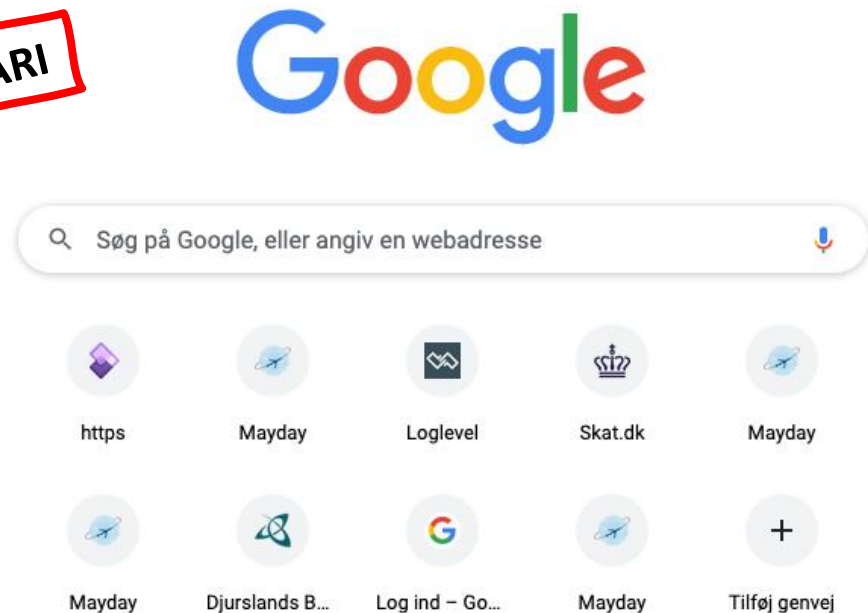 Google
Søg på Google, eller angiv en webadresse
https
Mayday
Loglevel
Skat.dk
Mayday
Mayday
Djurslands B...
Log ind – Go...
Mayday
Tilføj genvej